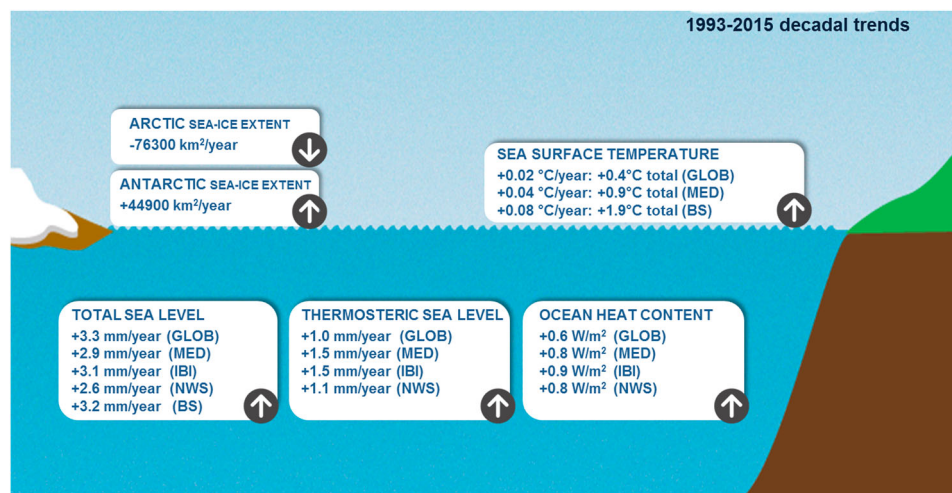 1993-2015 decadal trends
ARCTIC SEA-ICE EXTENT
-76300 km²/year
ANTARCTIC SEA-ICE EXTENT
+44900 km²/year
SEA SURFACE TEMPERATURE
+0.02 °C/year: +0.4°C total (GLOB)
+0.04 °C/year: +0.9°C total (MED)
+0.08 °C/year: +1.9°C total (BS)
TOTAL SEA LEVEL
+3.3 mm/year (GLOB)
+2.9 mm/year (MED)
+3.1 mm/year (IBI)
+2.6 mm/year (NWS)
+3.2 mm/year (BS)
THERMOSTERIC SEA LEVEL
+1.0 mm/year (GLOB)
+1.5 mm/year (MED)
+1.5 mm/year (IBI)
+1.1 mm/year (NWS)
OCEAN HEAT CONTENT
+0.6 W/m² (GLOB)
+0.8 W/m² (MED)
+0.9 W/m² (IBI)
+0.8 W/m² (NWS)